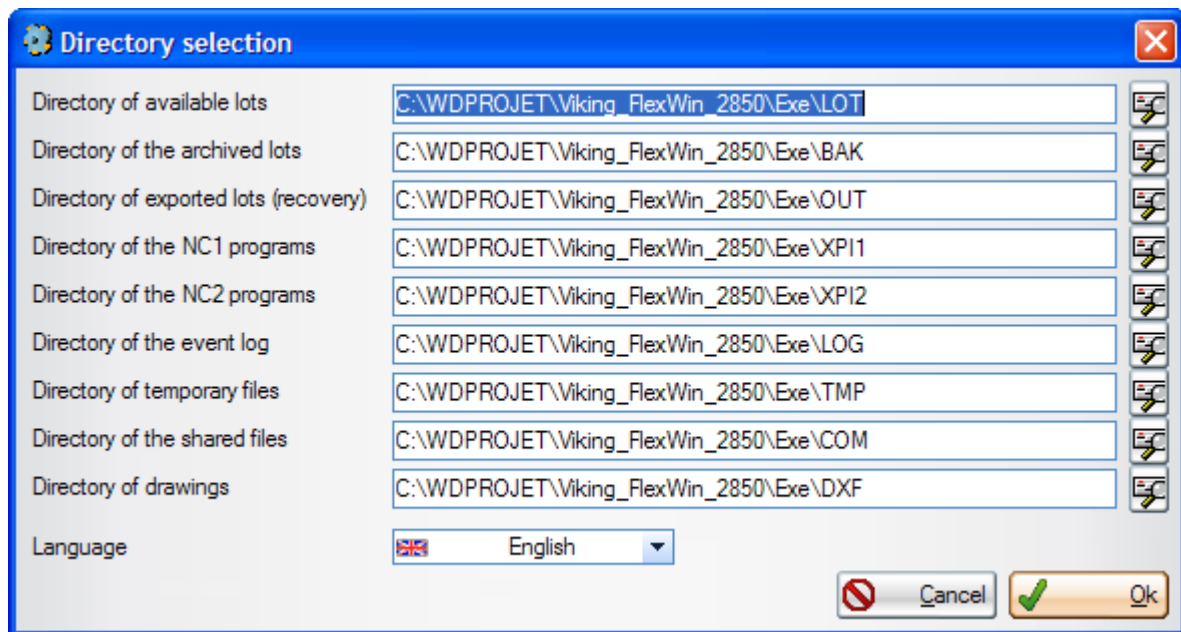 Directory selection
Directory of available lots C:\WDPROJET\Viking_FlexWin_2850\Exe\LOT
Directory of the archived lots C:\WDPROJET\Viking_FlexWin_2850\Exe\BAK
Directory of exported lots (recovery) C:\WDPROJET\Viking_FlexWin_2850\Exe\OUT
Directory of the NC1 programs C:\WDPROJET\Viking_FlexWin_2850\Exe\XPI1
Directory of the NC2 programs C:\WDPROJET\Viking_FlexWin_2850\Exe\XPI2
Directory of the event log C:\WDPROJET\Viking_FlexWin_2850\Exe\LOG
Directory of temporary files C:\WDPROJET\Viking_FlexWin_2850\Exe\TMP
Directory of the shared files C:\WDPROJET\Viking_FlexWin_2850\Exe\COM
Directory of drawings C:\WDPROJET\Viking_FlexWin_2850\Exe\DXF
Language English
Cancel Ok